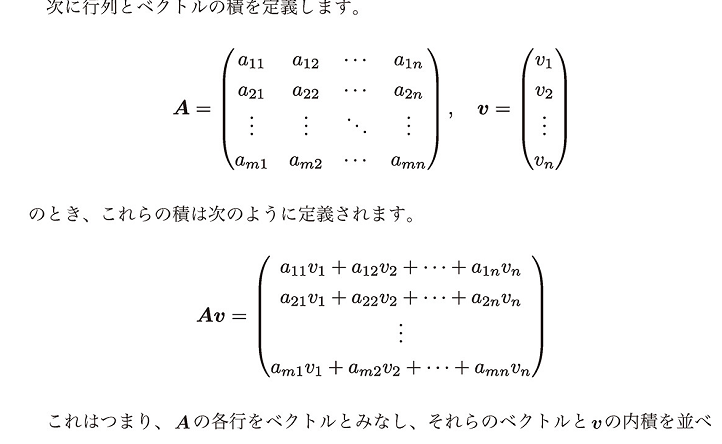 次に行列とベクトルの積を定義します。
A = \begin{pmatrix} a_{11} & a_{12} & \cdots & a_{1n} \\ a_{21} & a_{22} & \cdots & a_{2n} \\ \vdots & \vdots & \ddots & \vdots \\ a_{m1} & a_{m2} & \cdots & a_{mn} \end{pmatrix}, \quad v = \begin{pmatrix} v_1 \\ v_2 \\ \vdots \\ v_n \end{pmatrix}
のとき、これらの積は次のように定義されます。
Av = \begin{pmatrix} a_{11}v_1 + a_{12}v_2 + \cdots + a_{1n}v_n \\ a_{21}v_1 + a_{22}v_2 + \cdots + a_{2n}v_n \\ \vdots \\ a_{m1}v_1 + a_{m2}v_2 + \cdots + a_{mn}v_n \end{pmatrix}
これはつまり、Aの各行をベクトルとみなし、それらのベクトルとvの内積を並べ